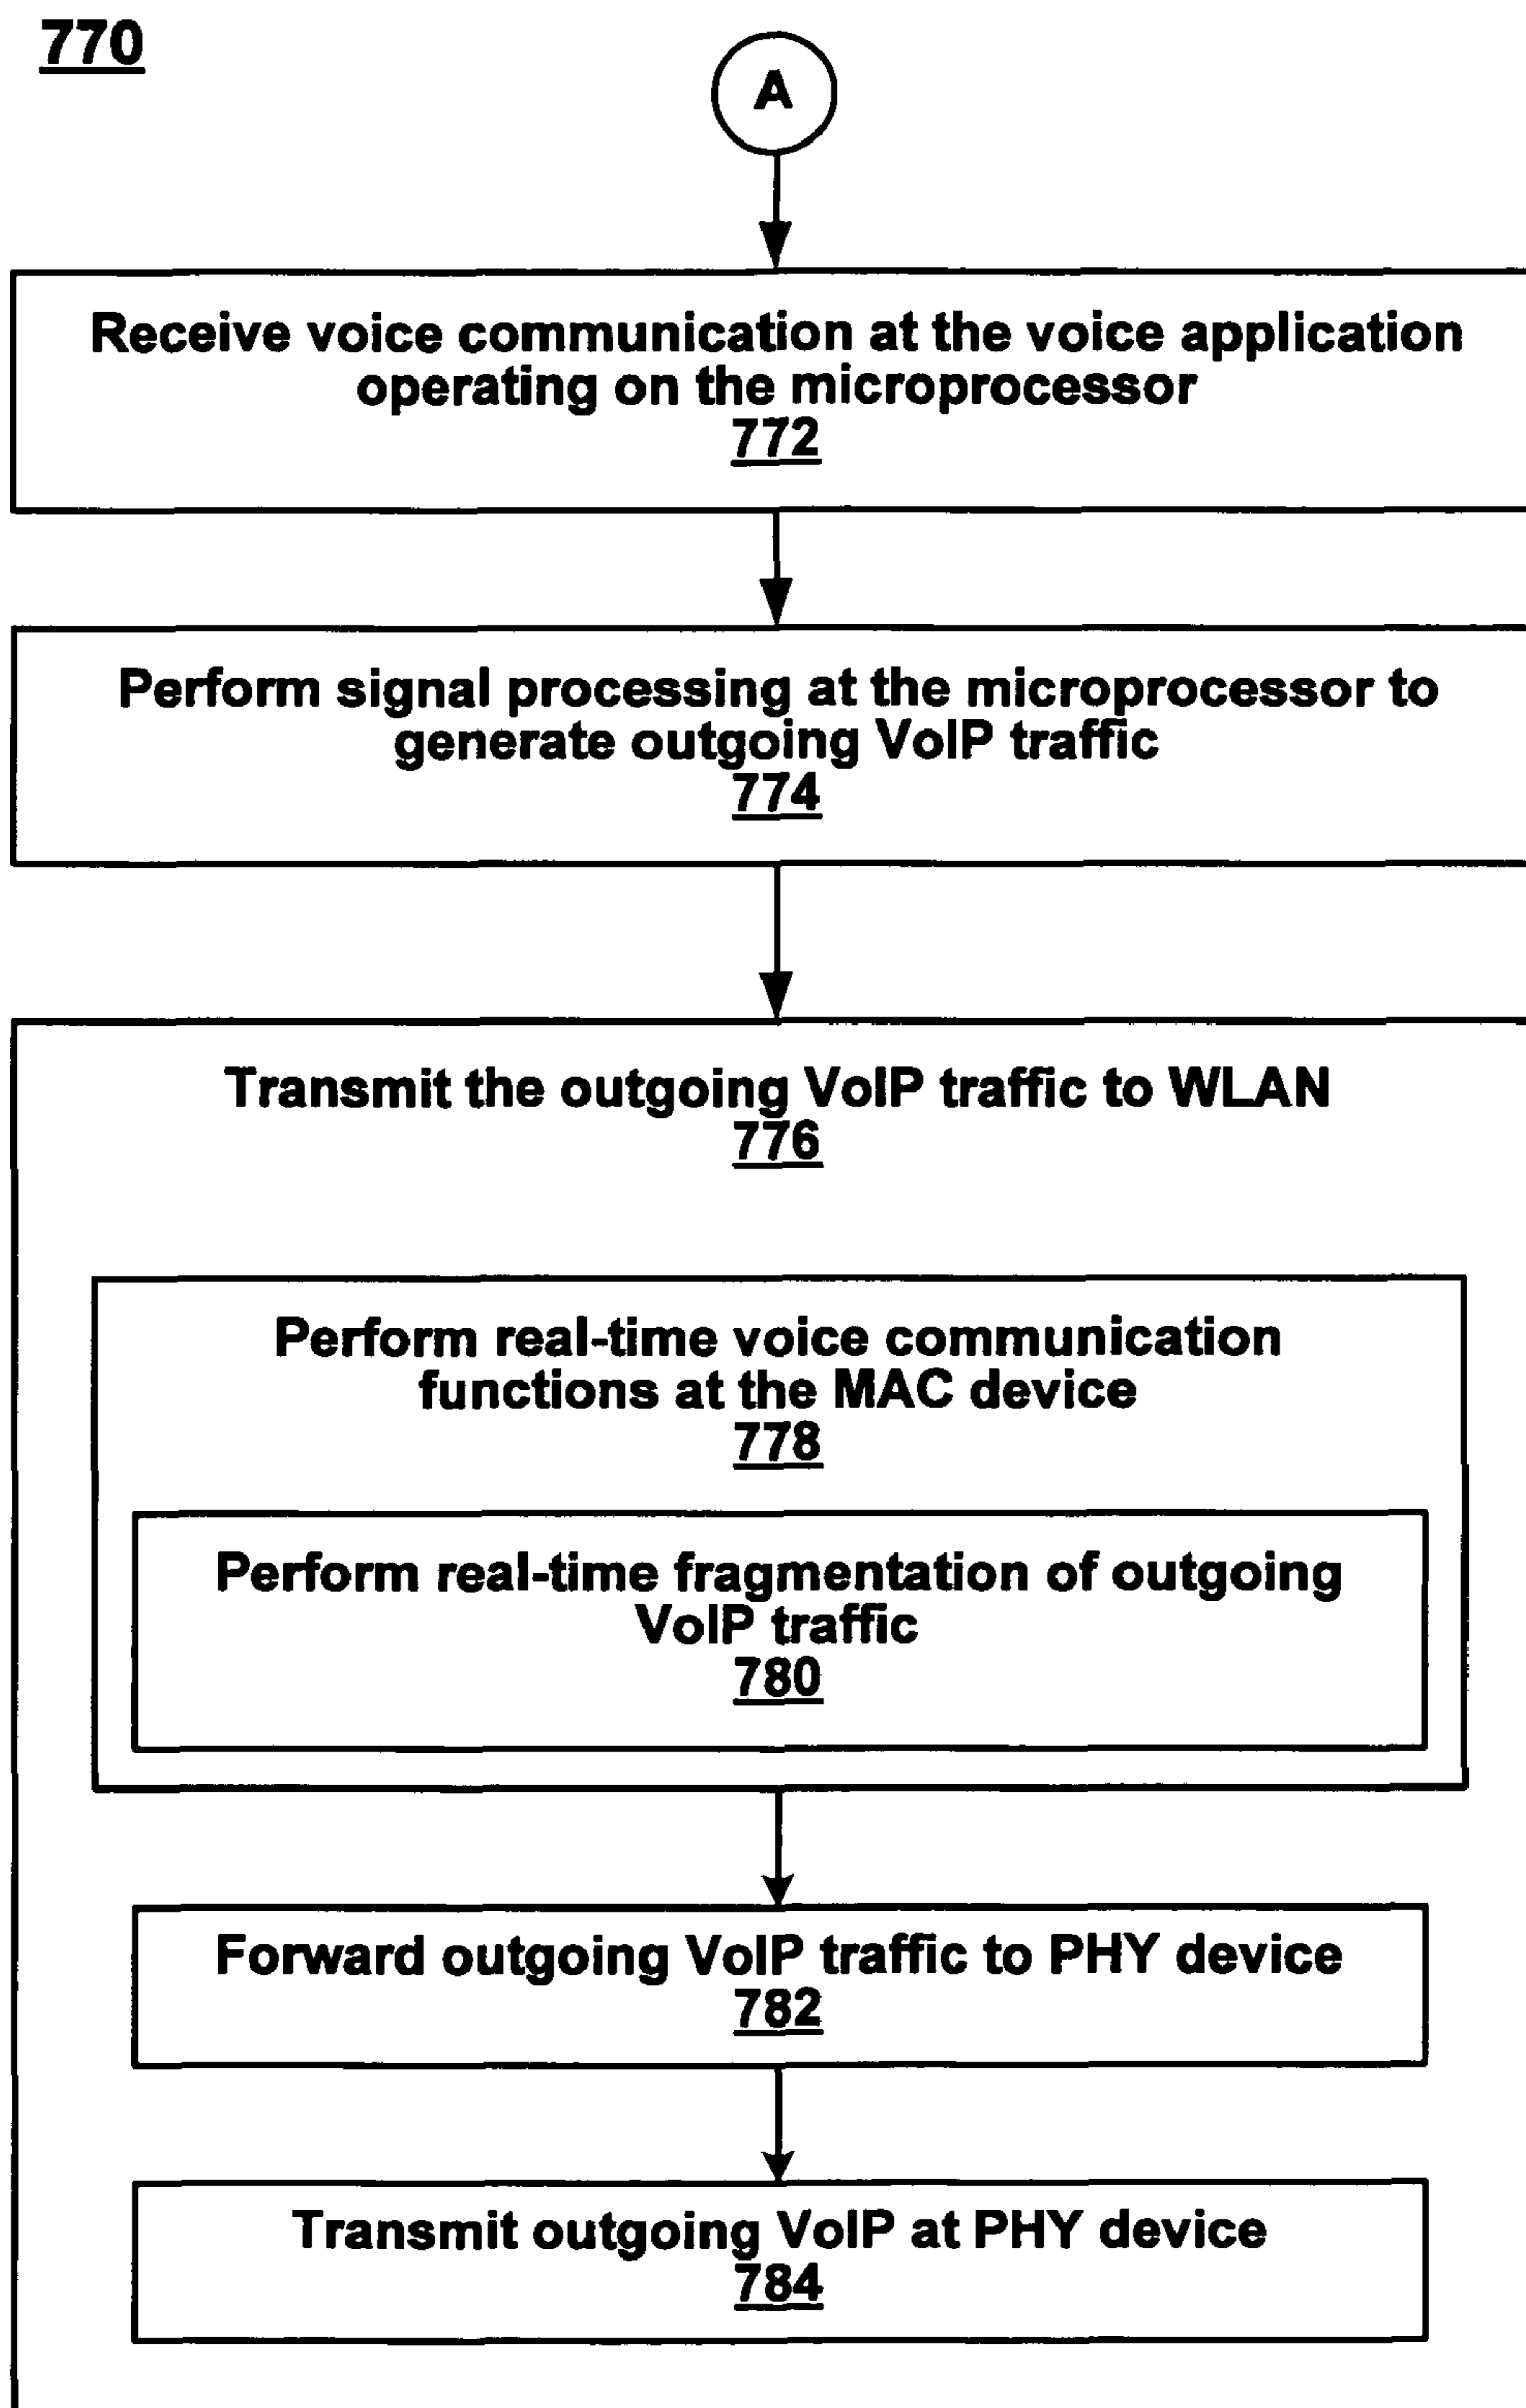 770
A
Receive voice communication at the voice application
operating on the microprocessor
772
Perform signal processing at the microprocessor to
generate outgoing VoIP traffic
774
Transmit the outgoing VoIP traffic to WLAN
776
Perform real-time voice communication
functions at the MAC device
778
Perform real-time fragmentation of outgoing
VoIP traffic
780
Forward outgoing VoIP traffic to PHY device
782
Transmit outgoing VoIP at PHY device
784